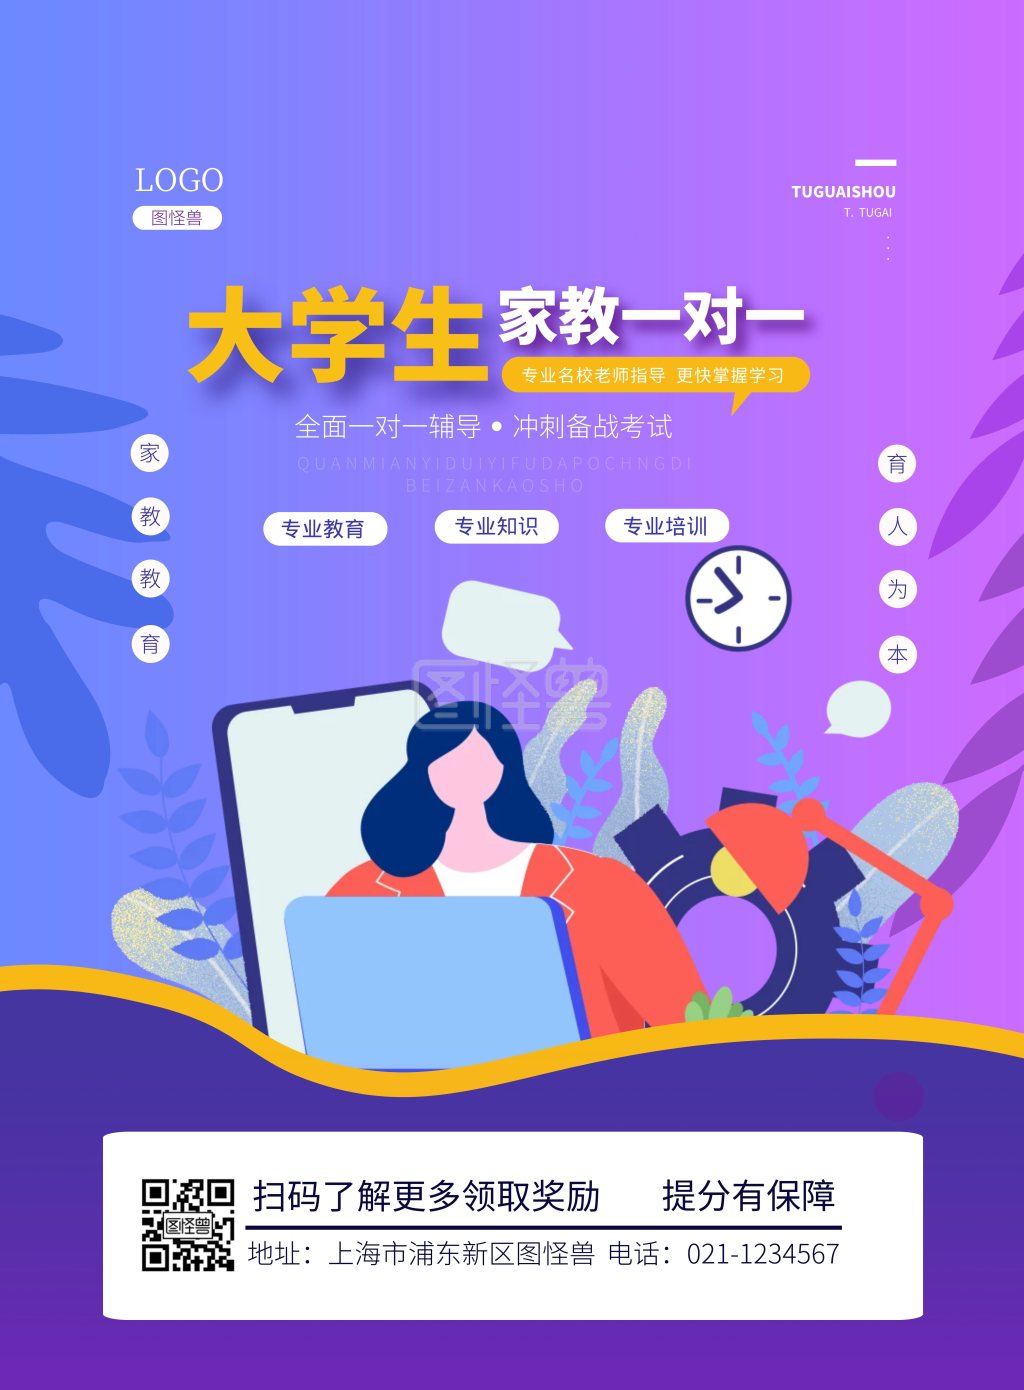 LOGO
图怪兽
TUGUAISHOU
T. TUGAI
大学生
家教一对一
专业名校老师指导 更快掌握学习
全面一对一辅导•冲刺备战考试
QUANMIANYIDUIYIFUDAPOCHNGDI
BEIZANKAOSHO
家
教
教
育
育
人
为
本
专业教育
专业知识
专业培训
图怪兽
图怪兽
扫码了解更多领取奖励 提分有保障
地址：上海市浦东新区图怪兽 电话：021-1234567